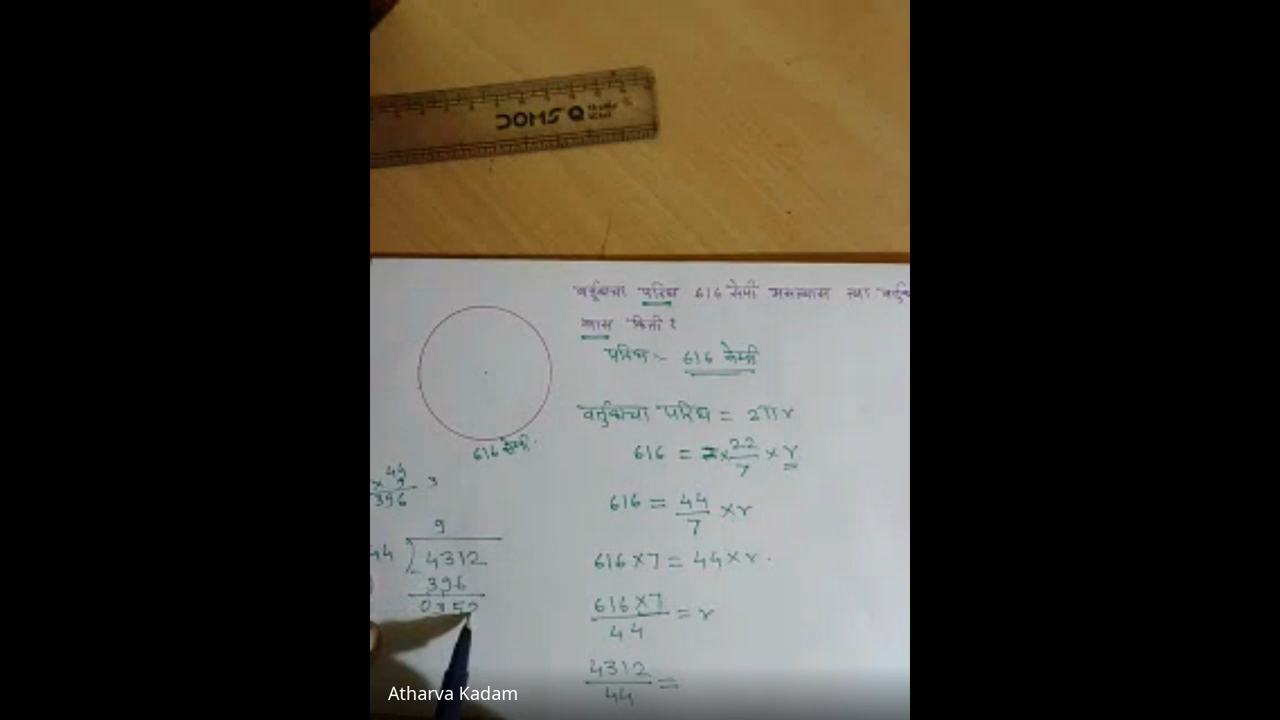 DOMS Q
वर्तुळाचा परिघ 616 सेमी असल्यास त्या
व्यास किती ?
परिघ :- 616 सेमी
वर्तुळाचा परिघ = 2πr
616 = 2 × 22/7 × r
616 = 44/7 × r
616 × 7 = 44 × r.
616 × 7 / 44 = r
4312 / 44 =
616 सेमी.
44
× 9
396
9
44 ) 4312
396
0352
Atharva Kadam